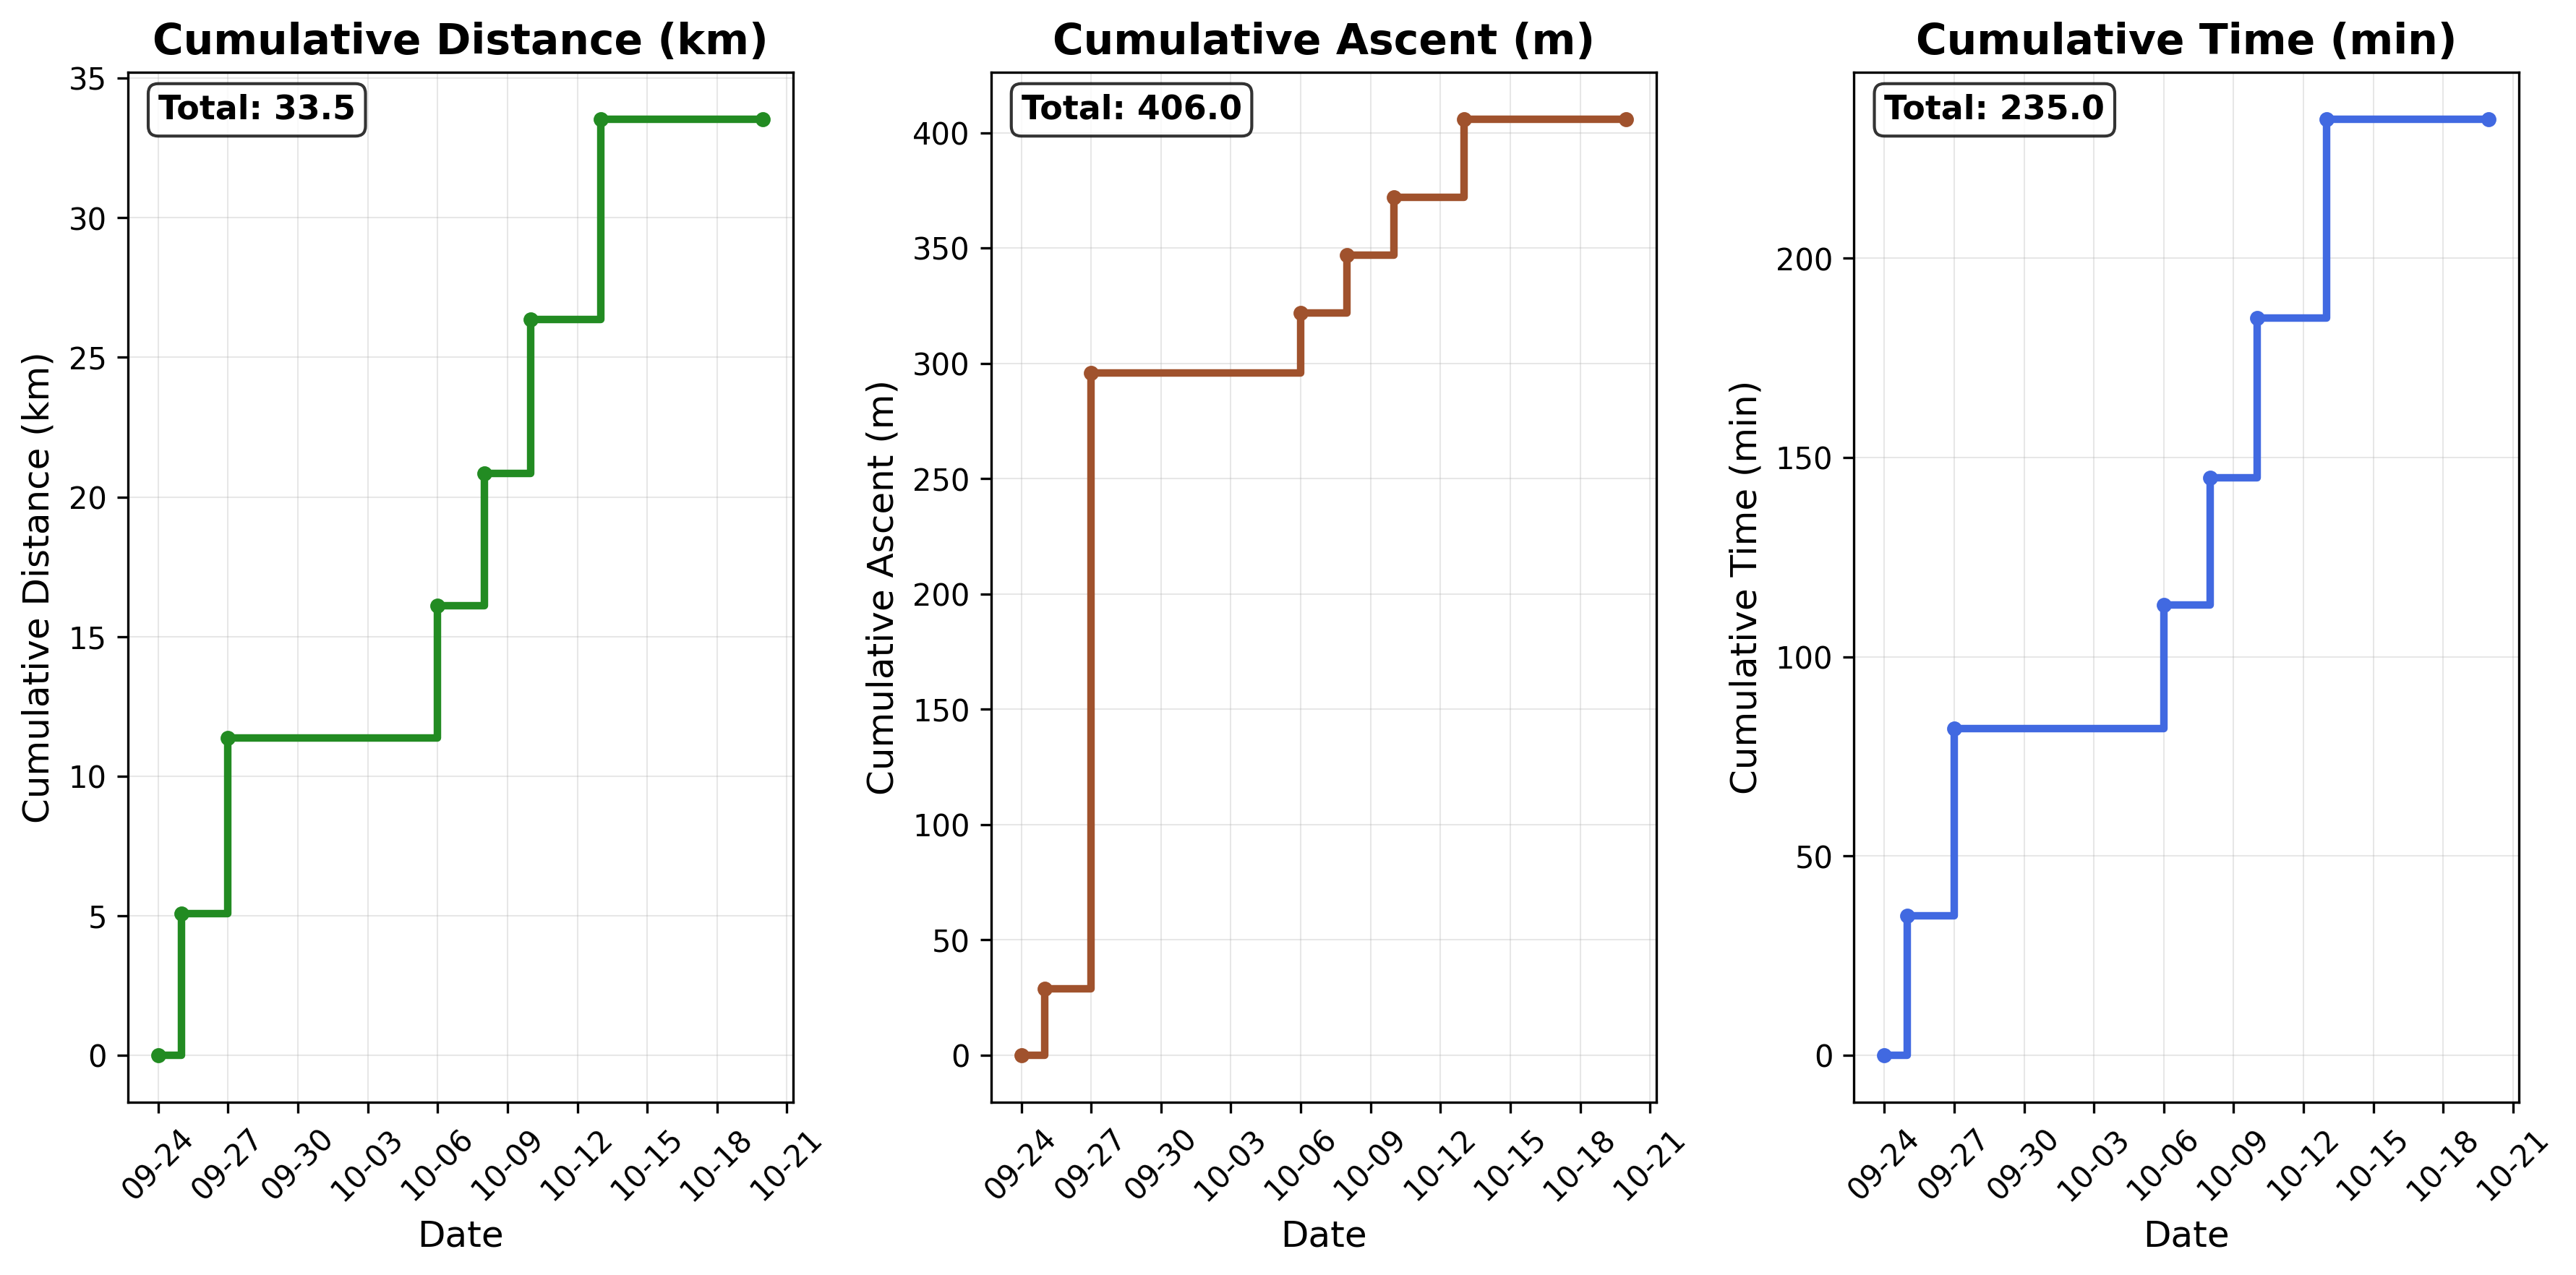 Cumulative Distance (km)
Total: 33.5
Cumulative Distance (km)
35
30
25
20
15
10
5
0
09-24 09-27 09-30 10-03 10-06 10-09 10-12 10-15 10-18 10-21
Date
Cumulative Ascent (m)
Total: 406.0
Cumulative Ascent (m)
400
350
300
250
200
150
100
50
0
09-24 09-27 09-30 10-03 10-06 10-09 10-12 10-15 10-18 10-21
Date
Cumulative Time (min)
Total: 235.0
Cumulative Time (min)
200
150
100
50
0
09-24 09-27 09-30 10-03 10-06 10-09 10-12 10-15 10-18 10-21
Date